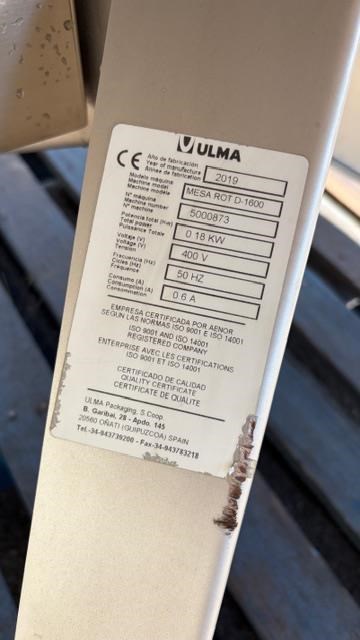 ULMA
CE
Año de fabricación
Year of manufacture
Année de fabrication
2019
Modelo máquina
Machine model
Machine modèle
MESA ROT D-1600
Nº máquina
Machine number
Nº machine
5000873
Potencia total (Kw)
Total power
Puissance Totale
0.18 KW
Voltaje (V)
Voltage (V)
Tension
400 V
Frecuencia (Hz)
Cicles (Hz)
Fréquence
50 HZ
Consumo (A)
Consumption (A)
Consommation
0.6 A
EMPRESA CERTIFICADA POR AENOR
SEGUN LAS NORMAS ISO 9001 E ISO 14001
ISO 9001 AND ISO 14001
REGISTERED COMPANY
ENTERPRISE AVEC LES CERTIFICATIONS
ISO 9001 ET ISO 14001
CERTIFICADO DE CALIDAD
QUALITY CERTIFICATE
CERTIFICATE DE QUALITE
ULMA Packaging, S.Coop.
B. Garibai, 28 - Apdo. 145
20560 OÑATI (GUIPUZCOA) SPAIN
Tel.-34-943739200 - Fax-34-943783218